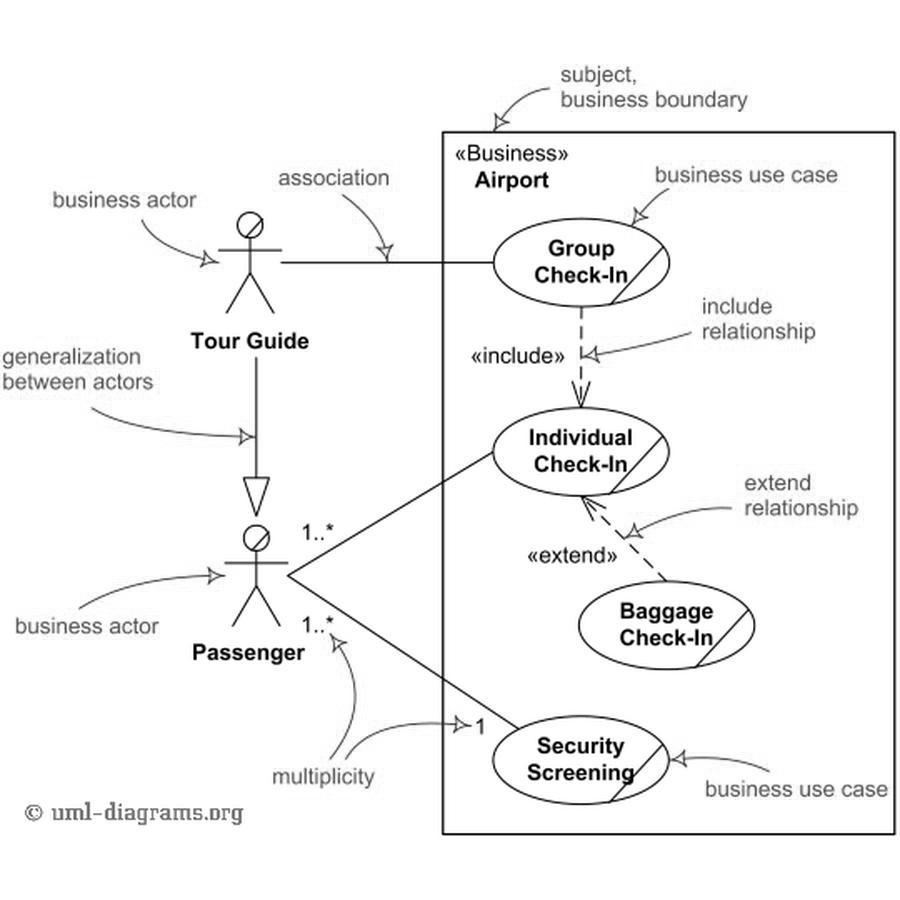 subject,
business boundary
«Business»
Airport
business use case
association
business actor
Group
Check-In
include
relationship
Tour Guide
«include»
generalization
between actors
Individual
Check-In
extend
relationship
1..*
«extend»
Baggage
Check-In
business actor
1..*
Passenger
1
Security
Screening
multiplicity
business use case
© uml-diagrams.org